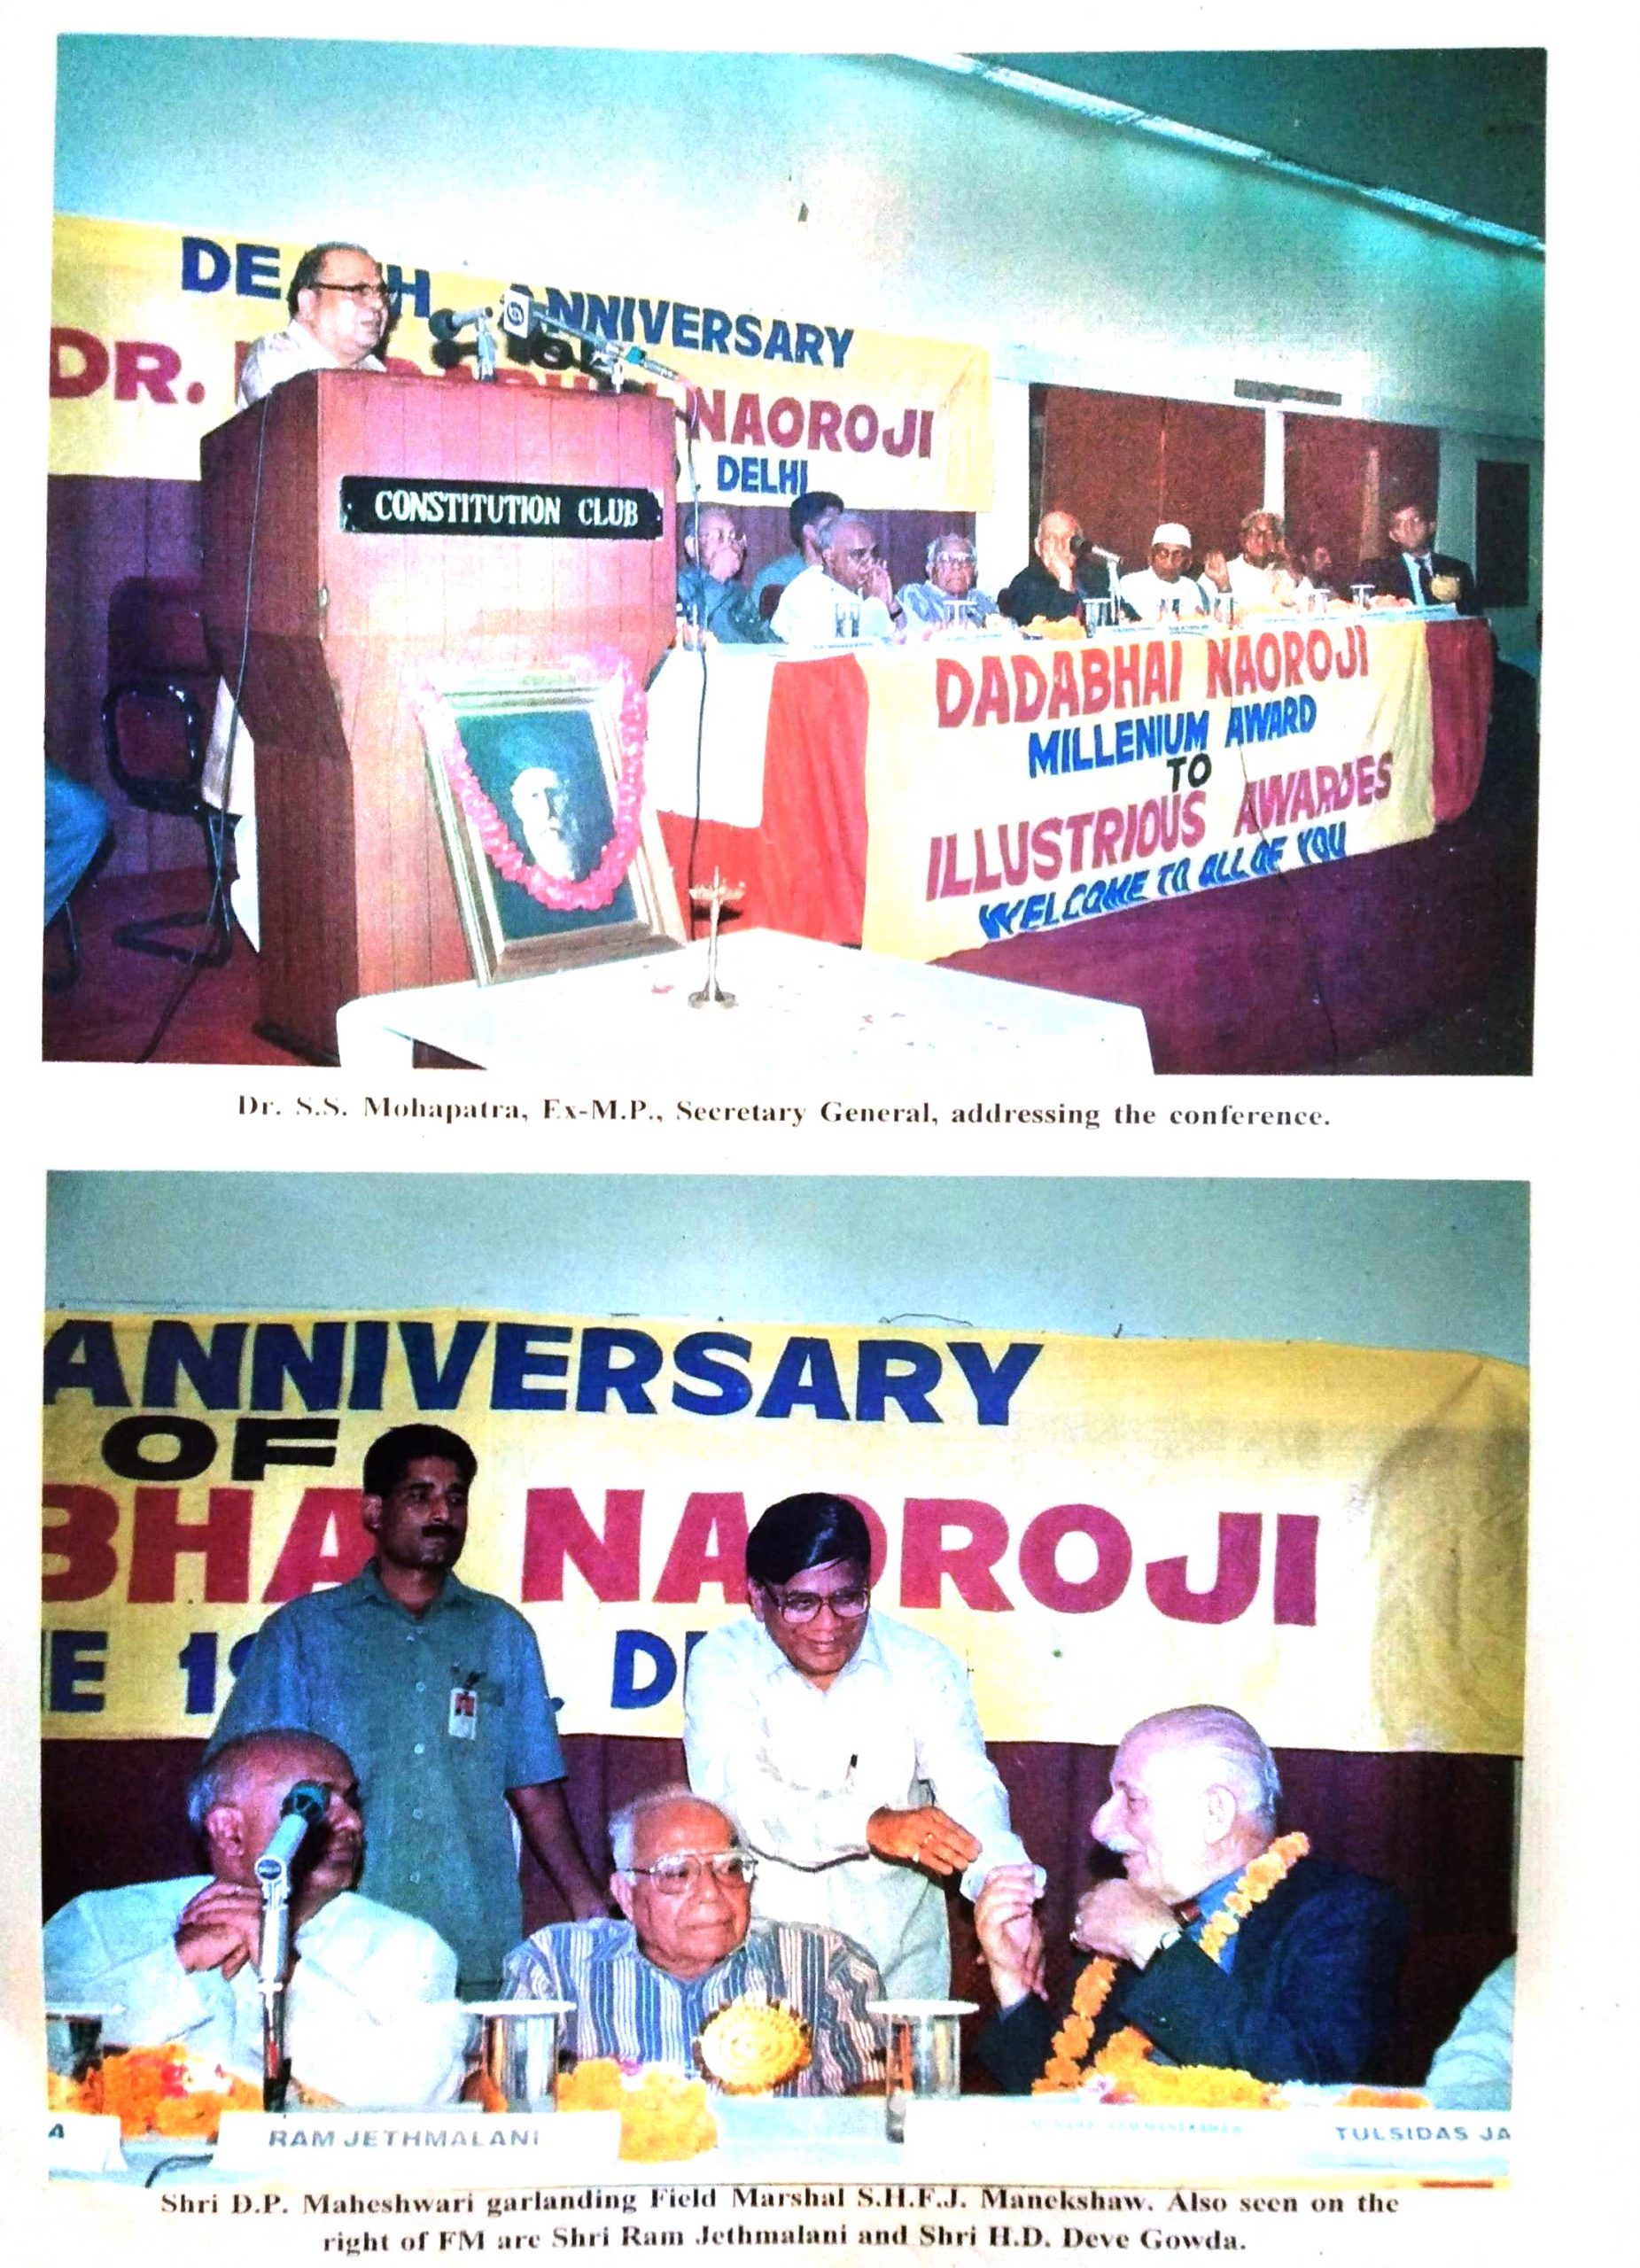 DE H ANNIVERSARY
DR. NAOROJI
DELHI
CONSTITUTION CLUB
DADABHAI NAOROJI
MILLENIUM AWARD
TO
ILLUSTRIOUS AWARDES
WELCOME TO ALL OF YOU
Dr. S.S. Mohapatra, Ex-M.P., Secretary General, addressing the conference.
ANNIVERSARY
OF
BHA NAOROJI
E 1 D
A
RAM JETHMALANI
TULSIDAS JA
Shri D.P. Maheshwari garlanding Field Marshal S.H.F.J. Manekshaw. Also seen on the
right of FM are Shri Ram Jethmalani and Shri H.D. Deve Gowda.